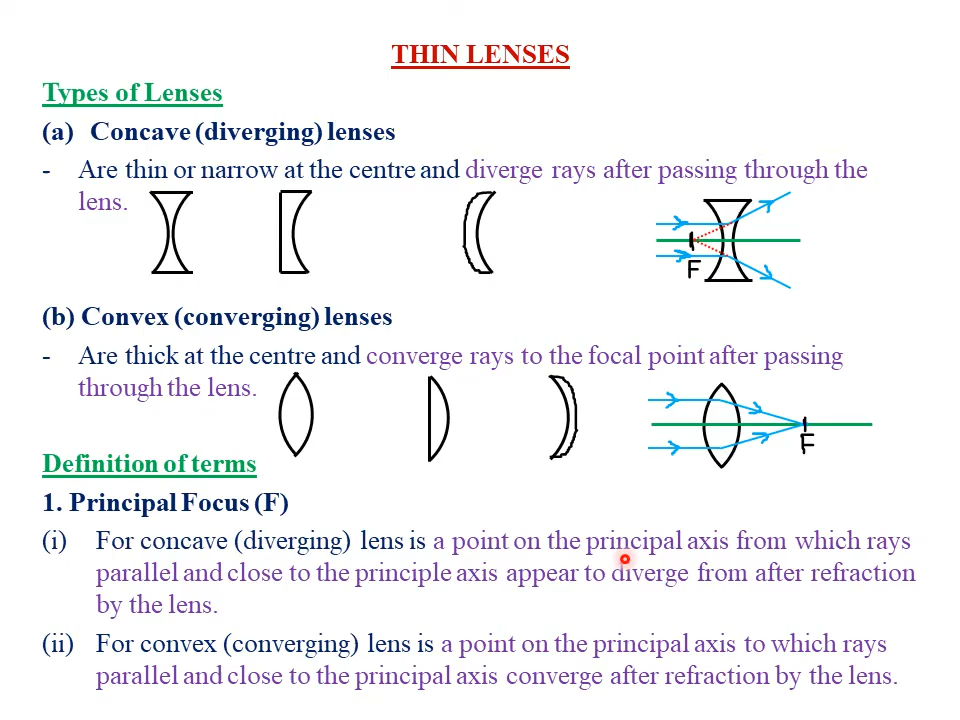 THIN LENSES
Types of Lenses
(a) Concave (diverging) lenses
- Are thin or narrow at the centre and diverge rays after passing through the
lens.
F
(b) Convex (converging) lenses
- Are thick at the centre and converge rays to the focal point after passing
through the lens.
F
Definition of terms
1. Principal Focus (F)
(i) For concave (diverging) lens is a point on the principal axis from which rays
parallel and close to the principle axis appear to diverge from after refraction
by the lens.
(ii) For convex (converging) lens is a point on the principal axis to which rays
parallel and close to the principal axis converge after refraction by the lens.